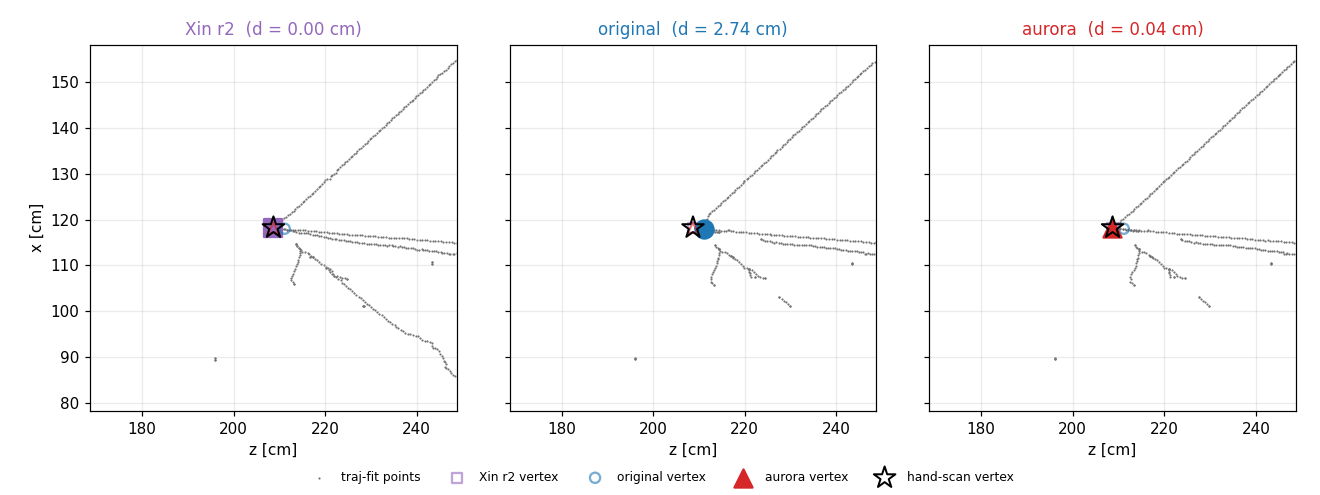 Xin r2  (d = 0.00 cm)
original  (d = 2.74 cm)
aurora  (d = 0.04 cm)
x [cm]
150
140
130
120
110
100
90
80
180
200
220
240
180
200
220
240
180
200
220
240
z [cm]
z [cm]
z [cm]
traj-fit points
Xin r2 vertex
original vertex
aurora vertex
hand-scan vertex